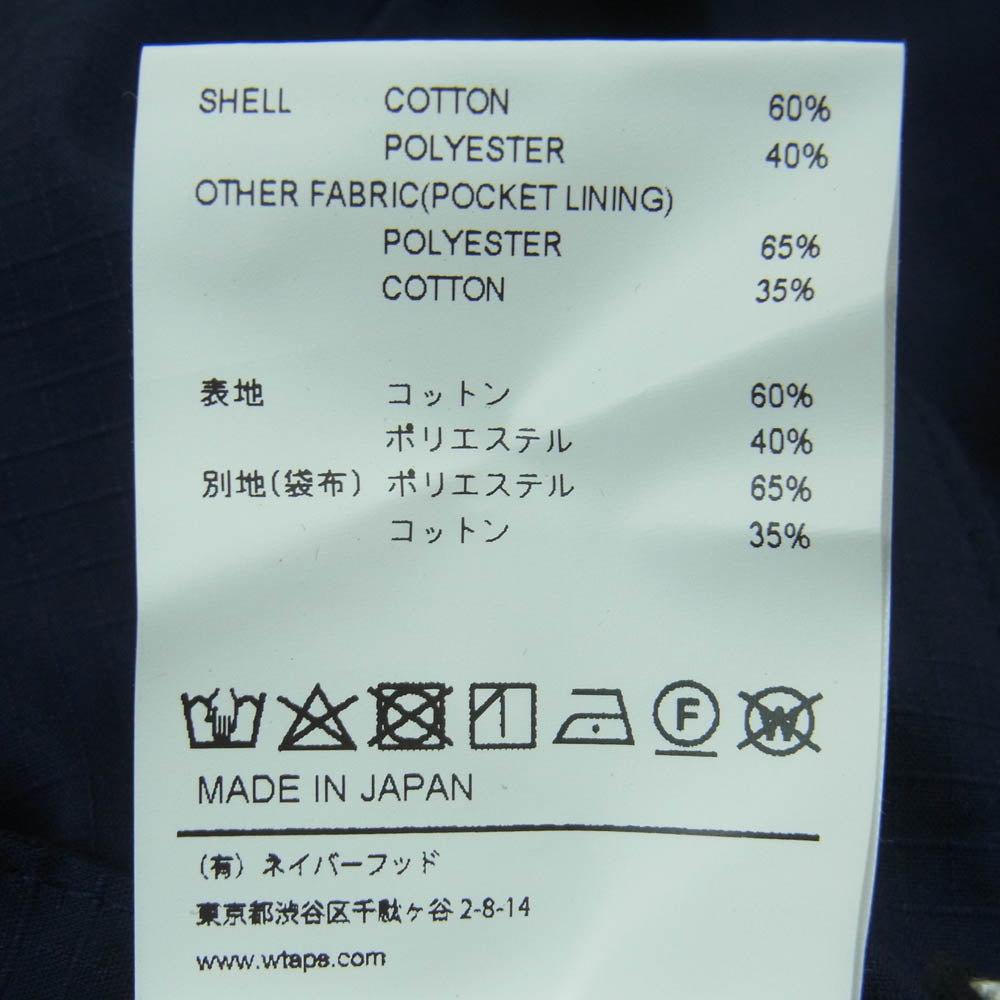 SHELL COTTON 60%
POLYESTER 40%
OTHER FABRIC(POCKET LINING)
POLYESTER 65%
COTTON 35%
表地 コットン 60%
ポリエステル 40%
別地(袋布) ポリエステル 65%
コットン 35%
F W
MADE IN JAPAN
(有) ネイバーフッド
東京都渋谷区千駄ヶ谷 2-8-14
www.wtaps.com